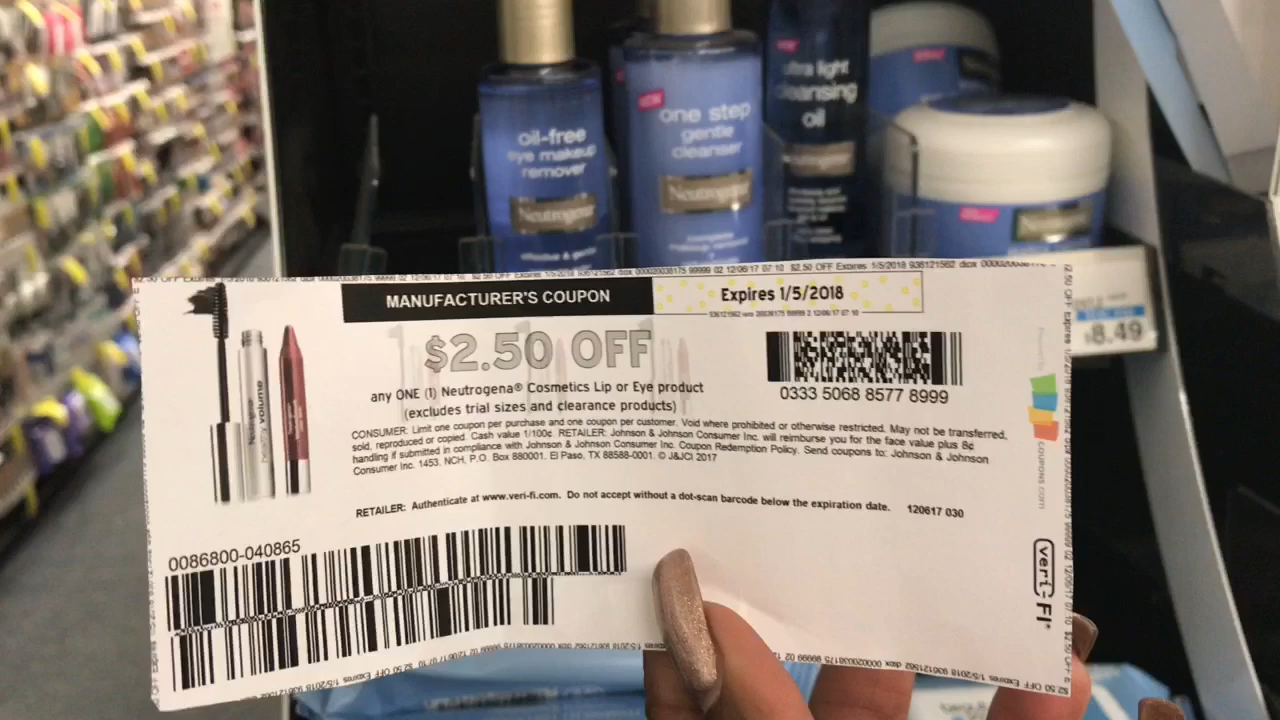 oil-free
eye makeup
remover
Neutrogena
one step
gentle
cleanser
Neutrogena
ultra light
cleansing
oil
8.49
MANUFACTURER'S COUPON
Expires 1/5/2018
$2.50 OFF
any ONE (1) Neutrogena® Cosmetics Lip or Eye product
(excludes trial sizes and clearance products)
0333 5068 8577 8999
CONSUMER: Limit one coupon per purchase and one coupon per customer. Void where prohibited or otherwise restricted. May not be transferred,
sold, reproduced or copied. Cash value 1/100¢. RETAILER: Johnson & Johnson Consumer Inc. will reimburse you for the face value plus 8¢
handling if submitted in compliance with Johnson & Johnson Consumer Inc. Coupon Redemption Policy. Send coupons to: Johnson & Johnson
Consumer Inc. 1453, NCH, P.O. Box 880001. El Paso, TX 88588-0001. © J&JCI 2017
RETAILER: Authenticate at www.veri-fi.com. Do not accept without a dot-scan barcode below the expiration date. 120617 030
0086800-040865
COUPONS.com
veri-FI